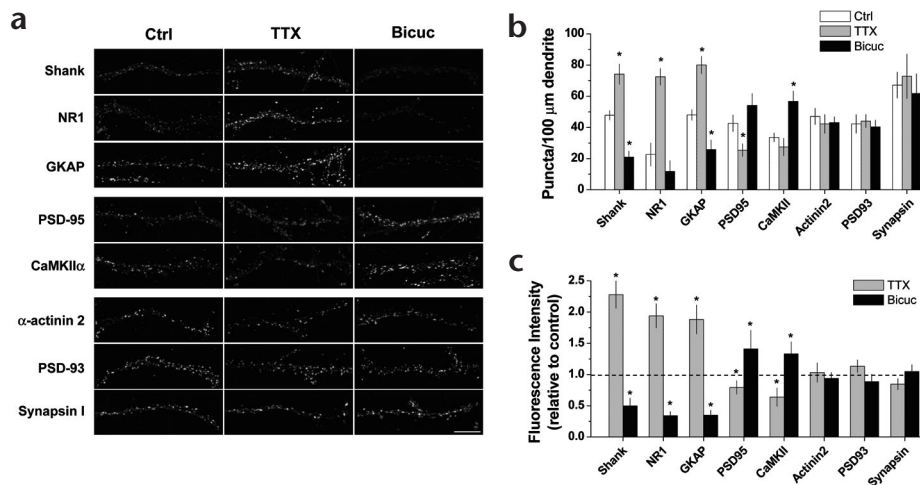 a
Ctrl TTX Bicuc
Shank
NR1
GKAP
PSD-95
CaMKIIα
α-actinin 2
PSD-93
Synapsin I
b
Ctrl
TTX
Bicuc
Puncta/100 μm dendrite
100
80
60
40
20
0
* * * * * * *
Shank NR1 GKAP PSD95 CaMKII Actinin2 PSD93 Synapsin
c
TTX
Bicuc
Fluorescence Intensity
(relative to control)
2.5
2.0
1.5
1.0
0.5
0.0
* * * * * * * * * *
Shank NR1 GKAP PSD95 CaMKII Actinin2 PSD93 Synapsin